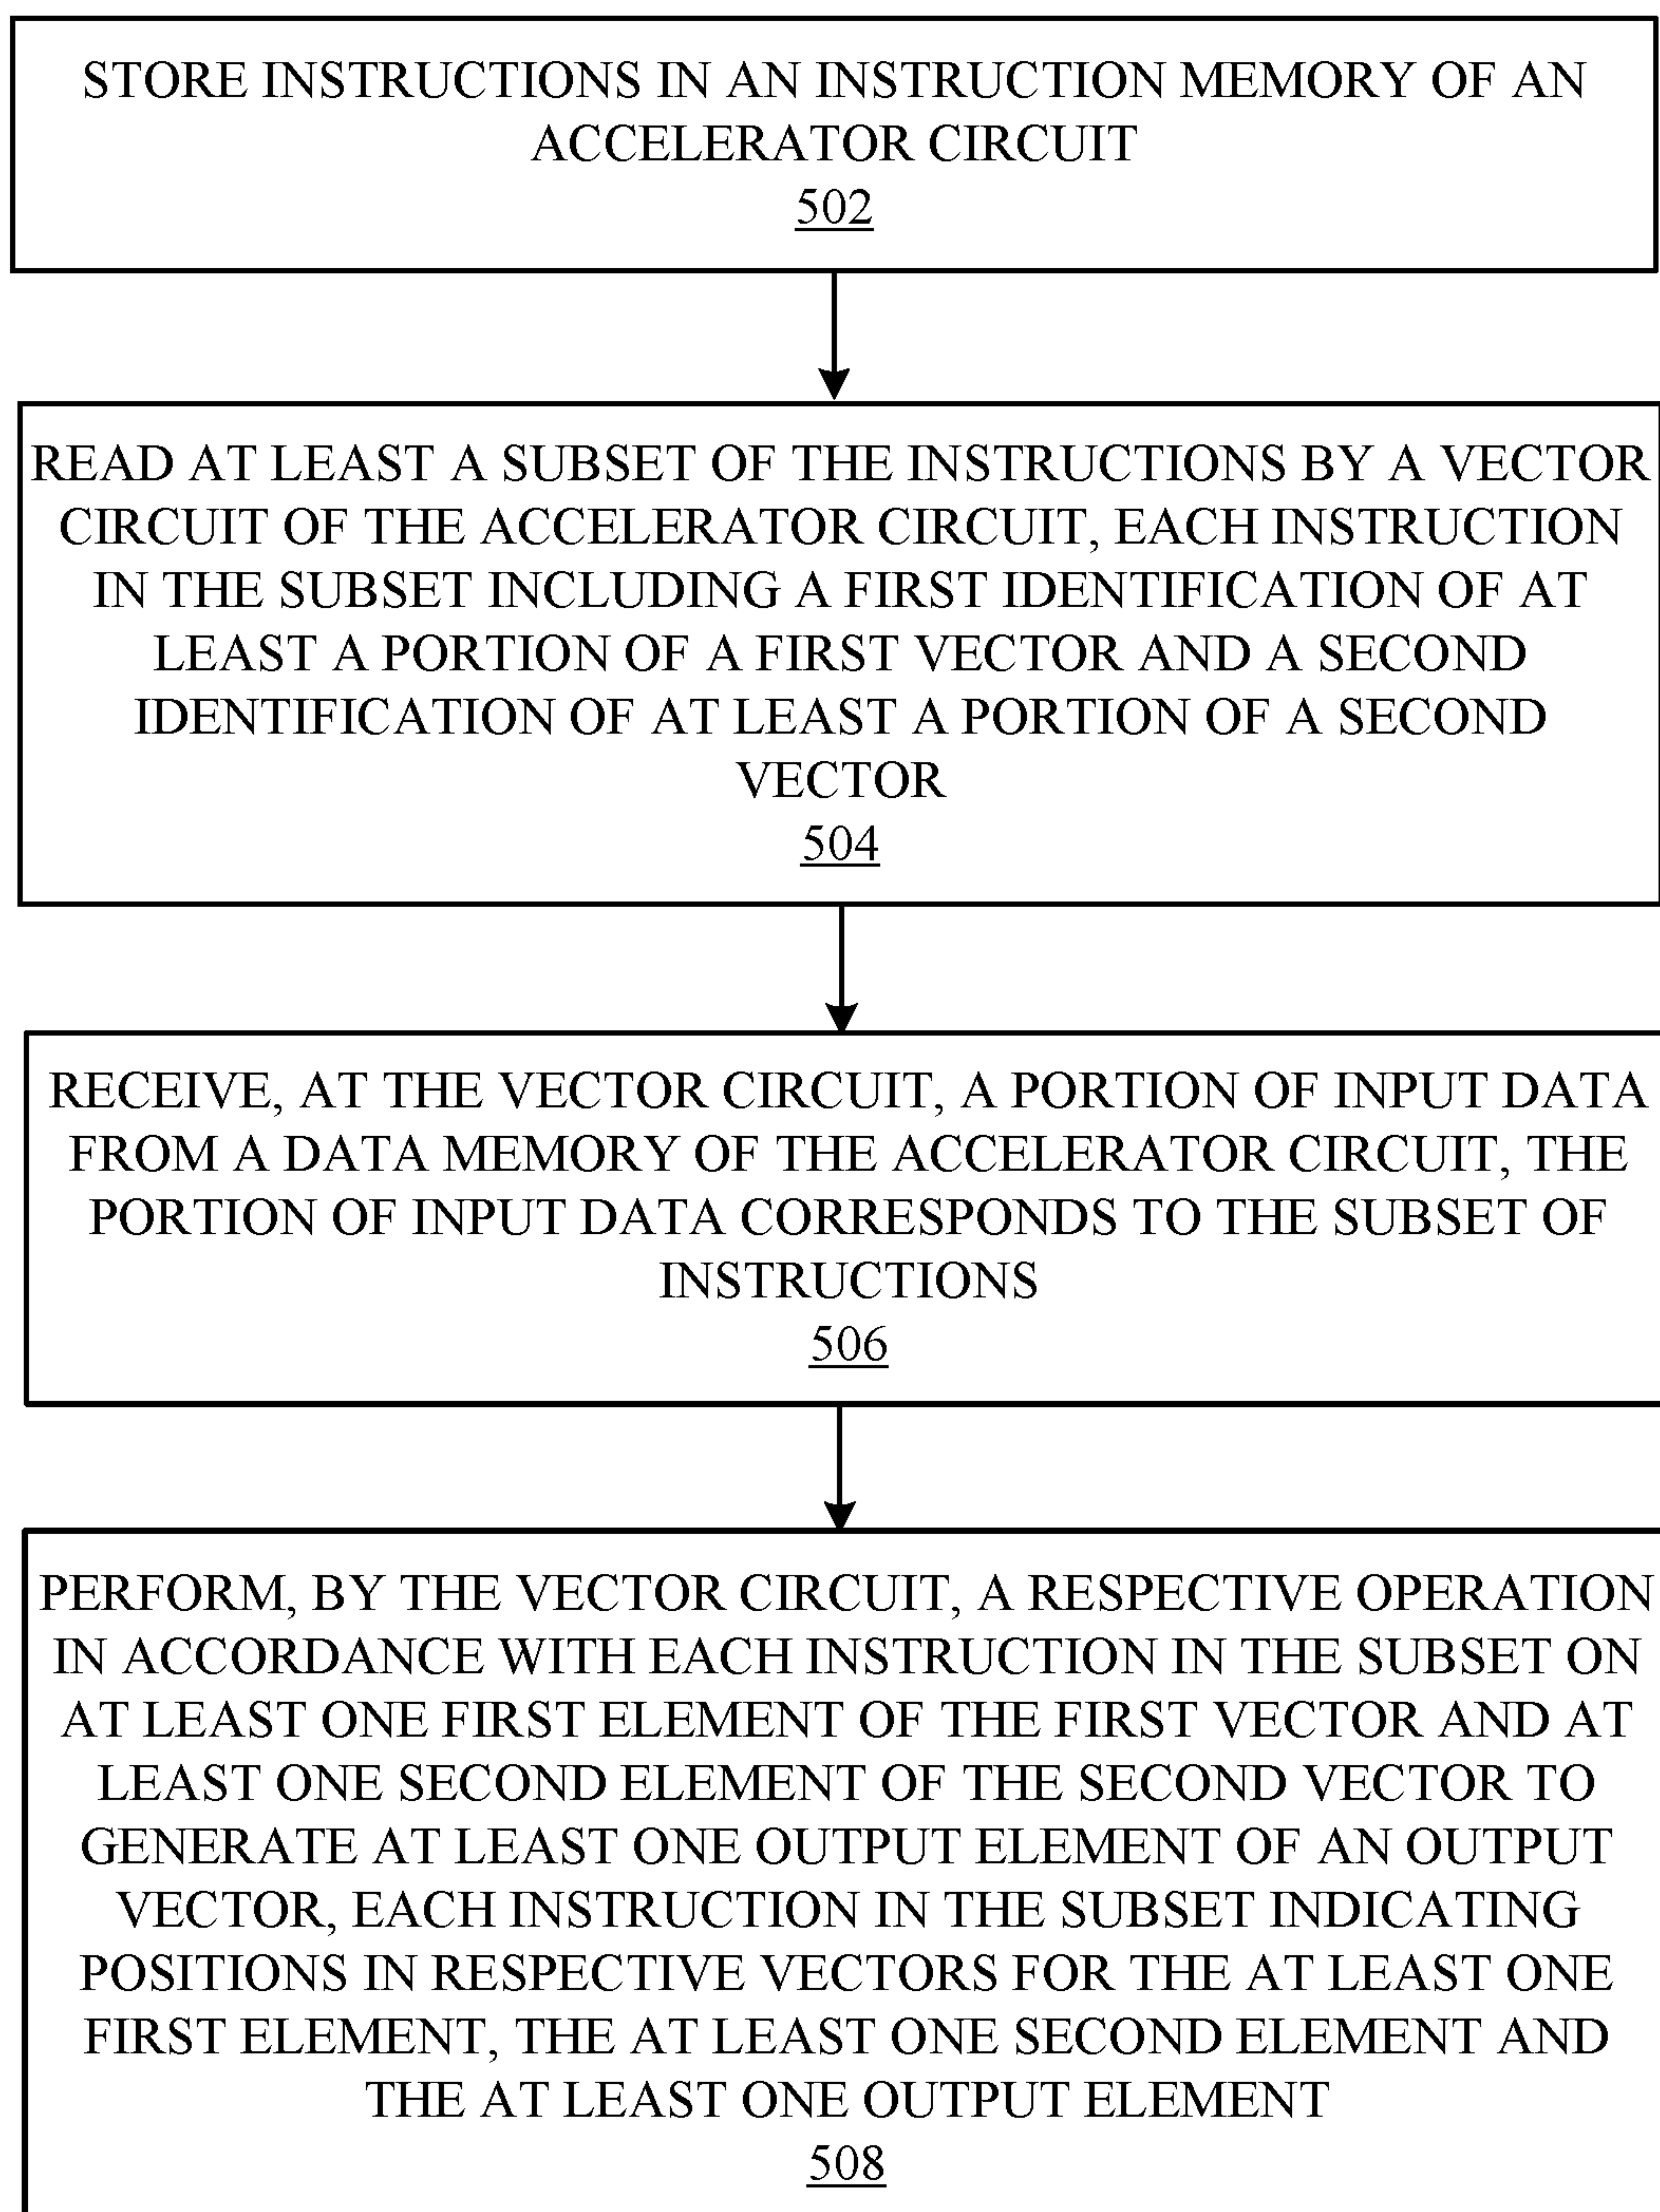 STORE INSTRUCTIONS IN AN INSTRUCTION MEMORY OF AN
ACCELERATOR CIRCUIT
502
READ AT LEAST A SUBSET OF THE INSTRUCTIONS BY A VECTOR
CIRCUIT OF THE ACCELERATOR CIRCUIT, EACH INSTRUCTION
IN THE SUBSET INCLUDING A FIRST IDENTIFICATION OF AT
LEAST A PORTION OF A FIRST VECTOR AND A SECOND
IDENTIFICATION OF AT LEAST A PORTION OF A SECOND
VECTOR
504
RECEIVE, AT THE VECTOR CIRCUIT, A PORTION OF INPUT DATA
FROM A DATA MEMORY OF THE ACCELERATOR CIRCUIT, THE
PORTION OF INPUT DATA CORRESPONDS TO THE SUBSET OF
INSTRUCTIONS
506
PERFORM, BY THE VECTOR CIRCUIT, A RESPECTIVE OPERATION
IN ACCORDANCE WITH EACH INSTRUCTION IN THE SUBSET ON
AT LEAST ONE FIRST ELEMENT OF THE FIRST VECTOR AND AT
LEAST ONE SECOND ELEMENT OF THE SECOND VECTOR TO
GENERATE AT LEAST ONE OUTPUT ELEMENT OF AN OUTPUT
VECTOR, EACH INSTRUCTION IN THE SUBSET INDICATING
POSITIONS IN RESPECTIVE VECTORS FOR THE AT LEAST ONE
FIRST ELEMENT, THE AT LEAST ONE SECOND ELEMENT AND
THE AT LEAST ONE OUTPUT ELEMENT
508